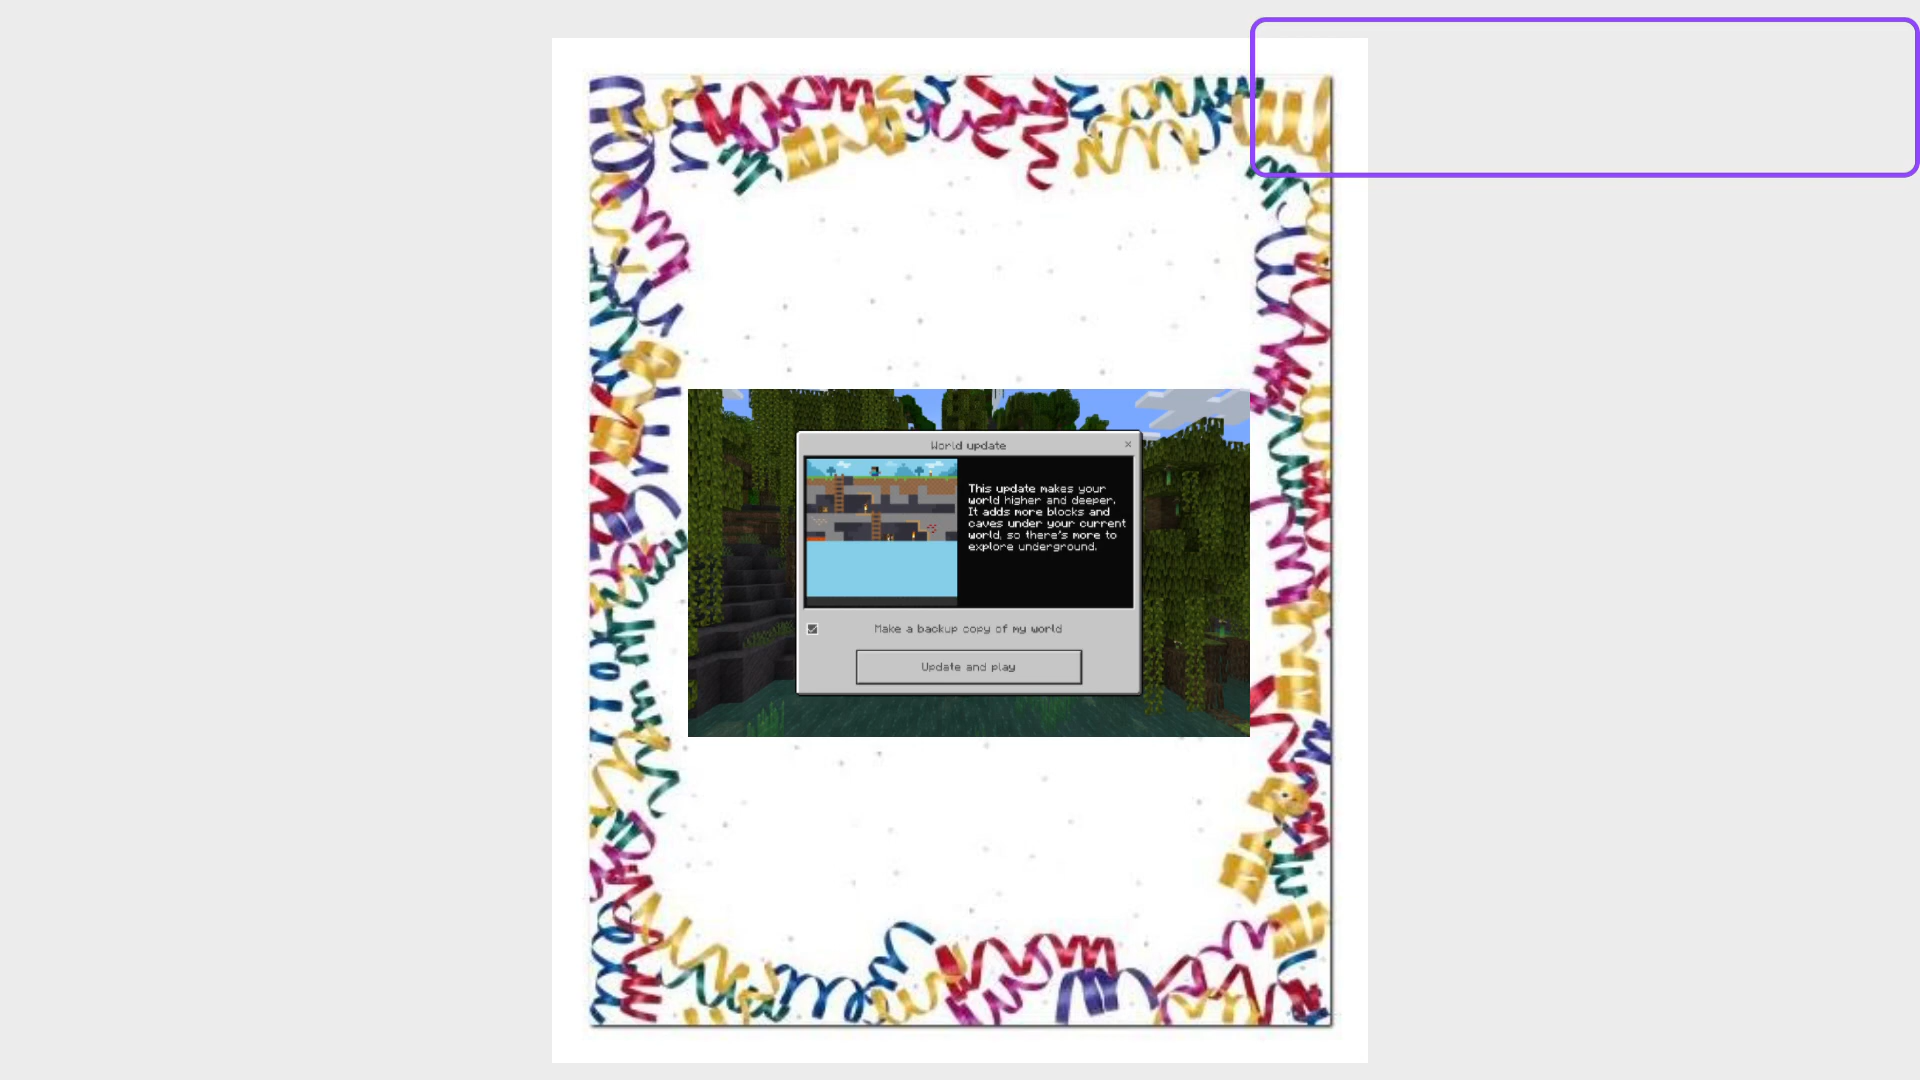 World update
This update makes your
world higher and deeper.
It adds more blocks and
caves under your current
world, so there's more to
explore underground.
Make a backup copy of my world
Update and play